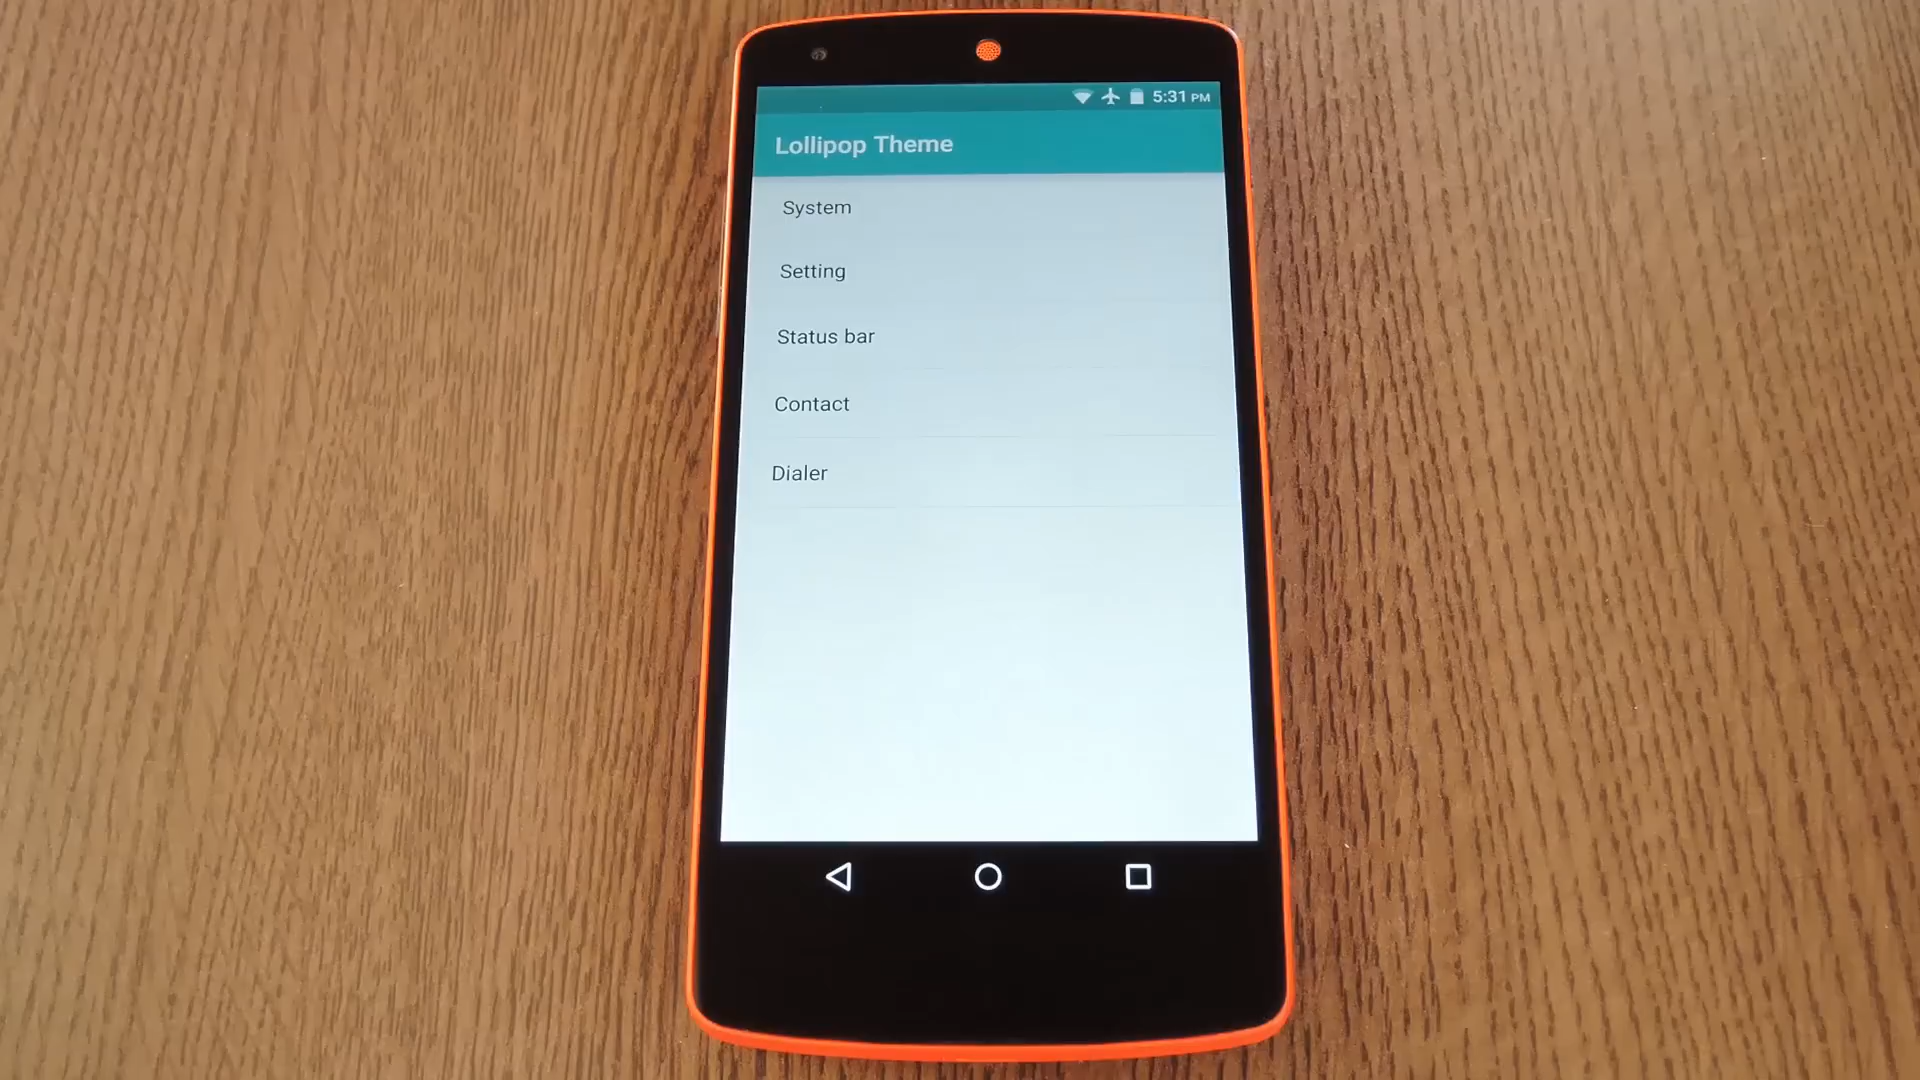 5:31 PM
Lollipop Theme
System
Setting
Status bar
Contact
Dialer